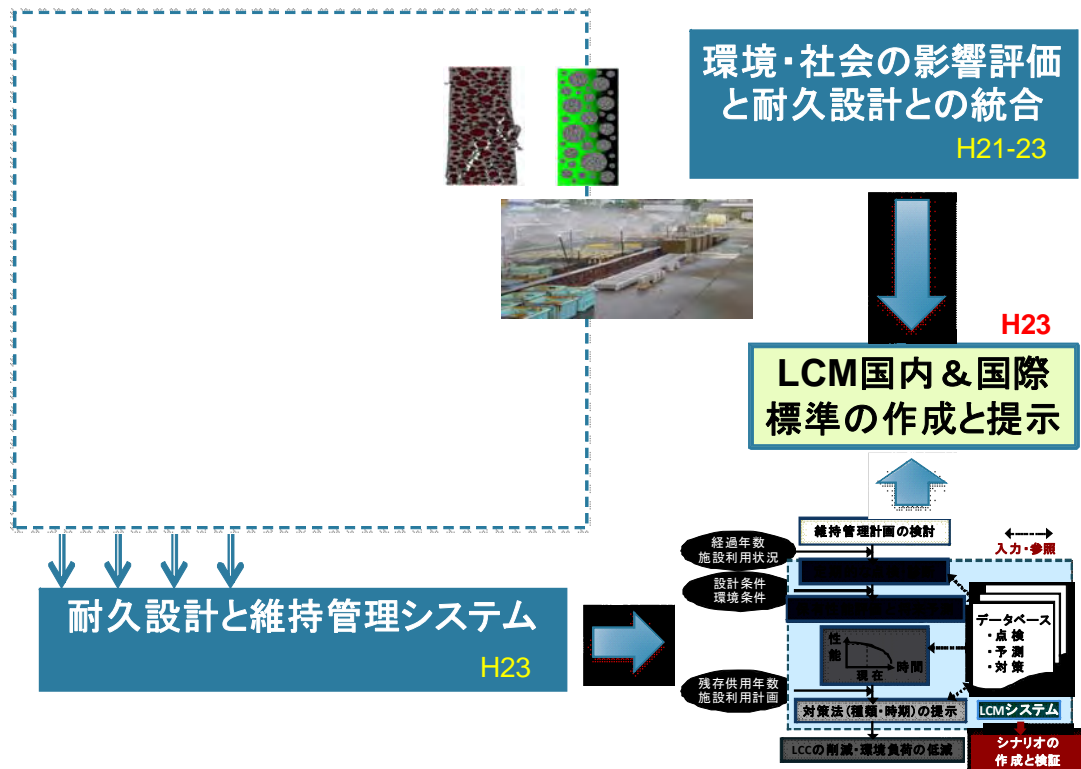 環境・社会の影響評価
と耐久設計との統合
H21-23
H23
LCM国内＆国際
標準の作成と提示
耐久設計と維持管理システム
H23
維持管理計画の検討
入力・参照
経過年数
施設利用状況
設計条件
環境条件
データベース
・点検
・予測
・対策
性
能
時間
現在
残存供用年数
施設利用計画
対策法（種類・時期）の提示
LCMシステム
LCCの削減・環境負荷の低減
シナリオの
作成と検証